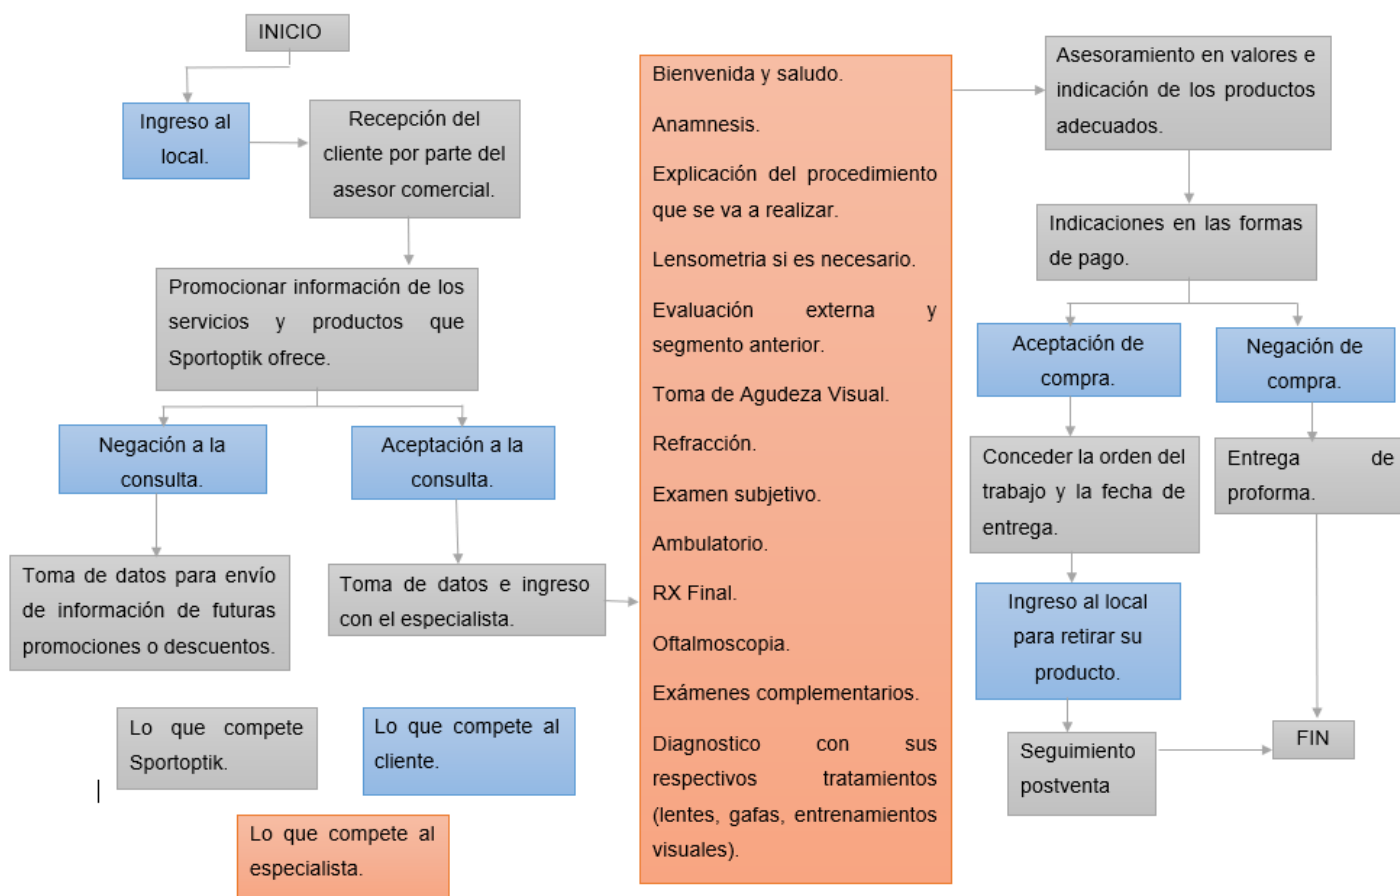 INICIO
Ingreso al
local.
Recepción del
cliente por parte del
asesor comercial.
Promocionar información de los
servicios y productos que
Sportoptik ofrece.
Negación a la
consulta.
Aceptación a la
consulta.
Toma de datos para envío
de información de futuras
promociones o descuentos.
Toma de datos e ingreso
con el especialista.
Lo que compete
Sportoptik.
Lo que compete al
cliente.
Lo que compete al
especialista.
Bienvenida y saludo.
Anamnesis.
Explicación del procedimiento
que se va a realizar.
Lensometria si es necesario.
Evaluación externa y
segmento anterior.
Toma de Agudeza Visual.
Refracción.
Examen subjetivo.
Ambulatorio.
RX Final.
Oftalmoscopia.
Exámenes complementarios.
Diagnostico con sus
respectivos tratamientos
(lentes, gafas, entrenamientos
visuales).
Asesoramiento en valores e
indicación de los productos
adecuados.
Indicaciones en las formas
de pago.
Aceptación de
compra.
Negación de
compra.
Conceder la orden del
trabajo y la fecha de
entrega.
Entrega de
proforma.
Ingreso al local
para retirar su
producto.
Seguimiento
postventa
FIN